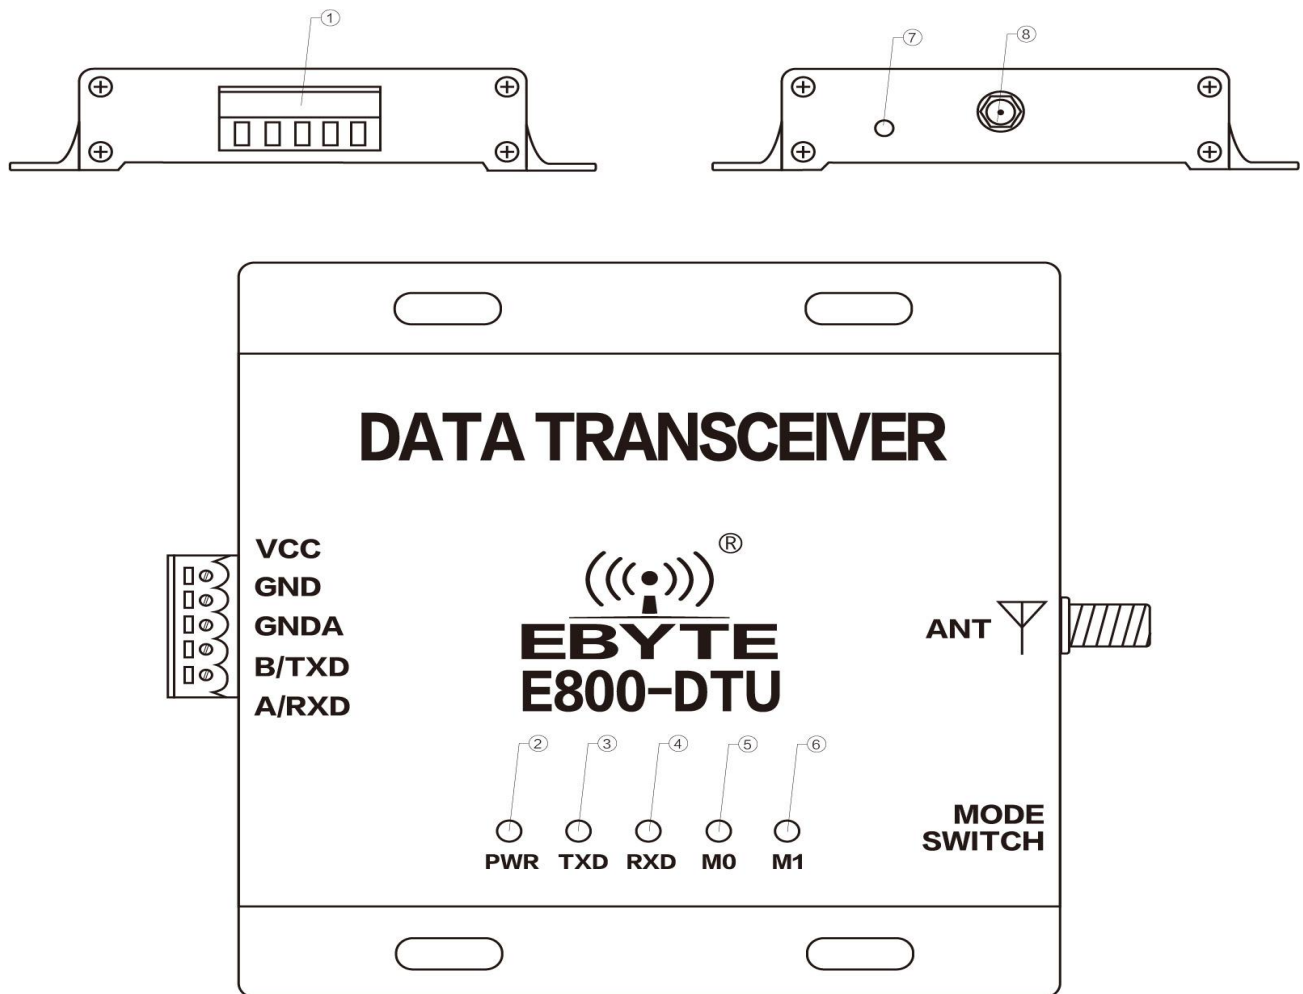 ①
⑦ ⑧
DATA TRANSCEIVER
VCC
GND
GNDA
B/TXD
A/RXD
®
EBYTE
E800-DTU
ANT
② ③ ④ ⑤ ⑥
PWR TXD RXD M0 M1
MODE
SWITCH